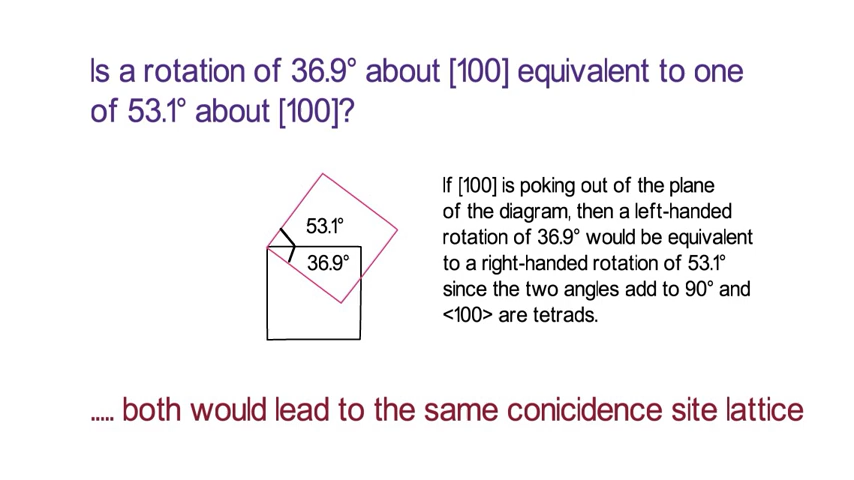 Is a rotation of 36.9° about [100] equivalent to one
of 53.1° about [100]?
53.1°
36.9°
If [100] is poking out of the plane
of the diagram, then a left-handed
rotation of 36.9° would be equivalent
to a right-handed rotation of 53.1°
since the two angles add to 90° and
<100> are tetrads.
..... both would lead to the same conicidence site lattice